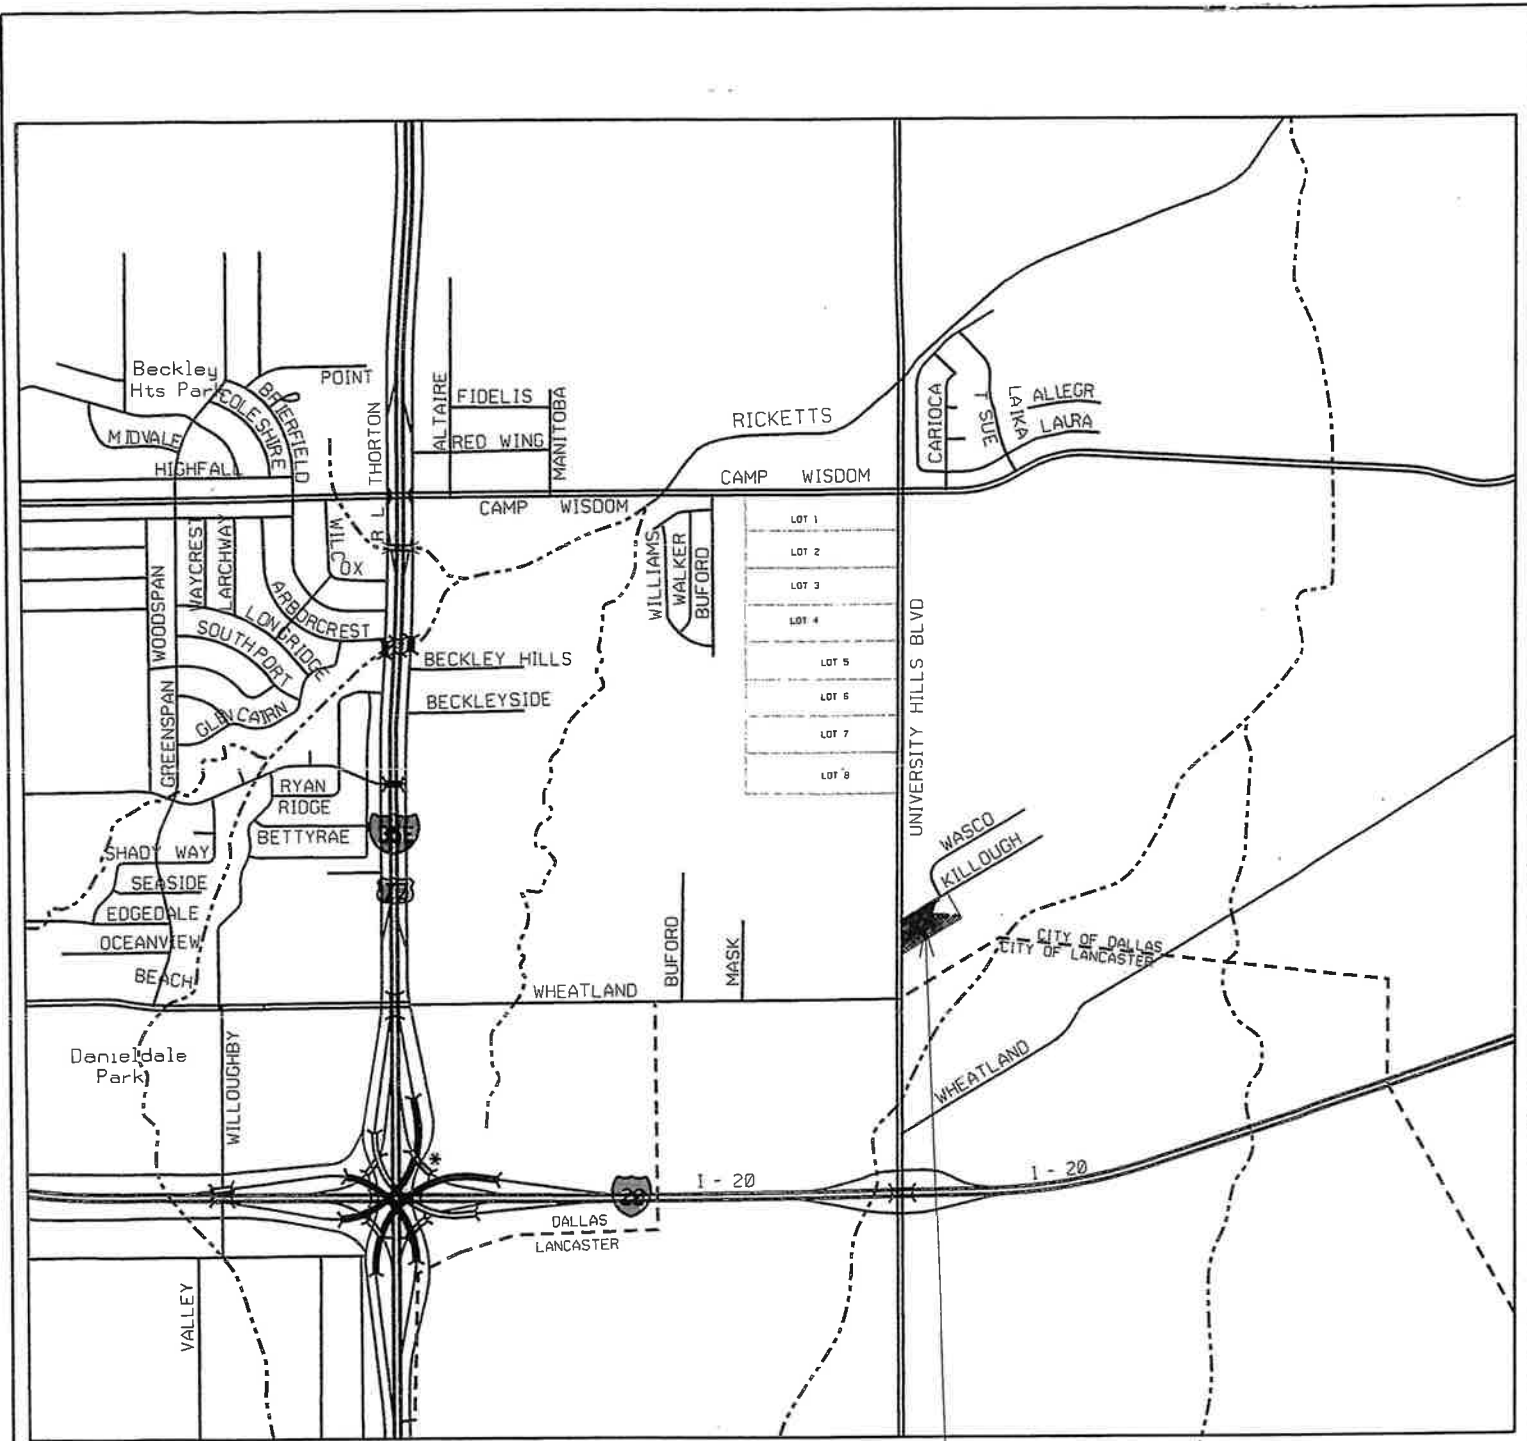 Beckley
Hts Park
POINT
BRIERFIELD
COLESHIRE
MIDVALE
HIGHFALL
R L THORTON
ALTAIRE
FIDELIS
RED WING
MANITOBA
RICKETTS
CARIOCA
T SUE
LAIKA
ALLEGR
LAURA
CAMP WISDOM
CAMP WISDOM
WILCOX
WAYCREST
LARCHWAY
WOODSPAN
ARBORCREST
LONGRIDGE
SOUTHPORT
GLENCAIRN
GREENSPAN
WILLIAMS
WALKER
BUFORD
LOT 1
LOT 2
LOT 3
LOT 4
LOT 5
LOT 6
LOT 7
LOT 8
UNIVERSITY HILLS BLVD
BECKLEY HILLS
BECKLEYSIDE
RYAN
RIDGE
BETTYRAE
35E
SHADY WAY
SEASIDE
EDGEDALE
OCEANVIEW
BEACH
WASCO
KILLOUGH
BUFORD
MASK
CITY OF DALLAS
CITY OF LANCASTER
WHEATLAND
Danieldale
Park
WILLOUGHBY
WHEATLAND
*
I - 20
I - 20
20
DALLAS
LANCASTER
VALLEY